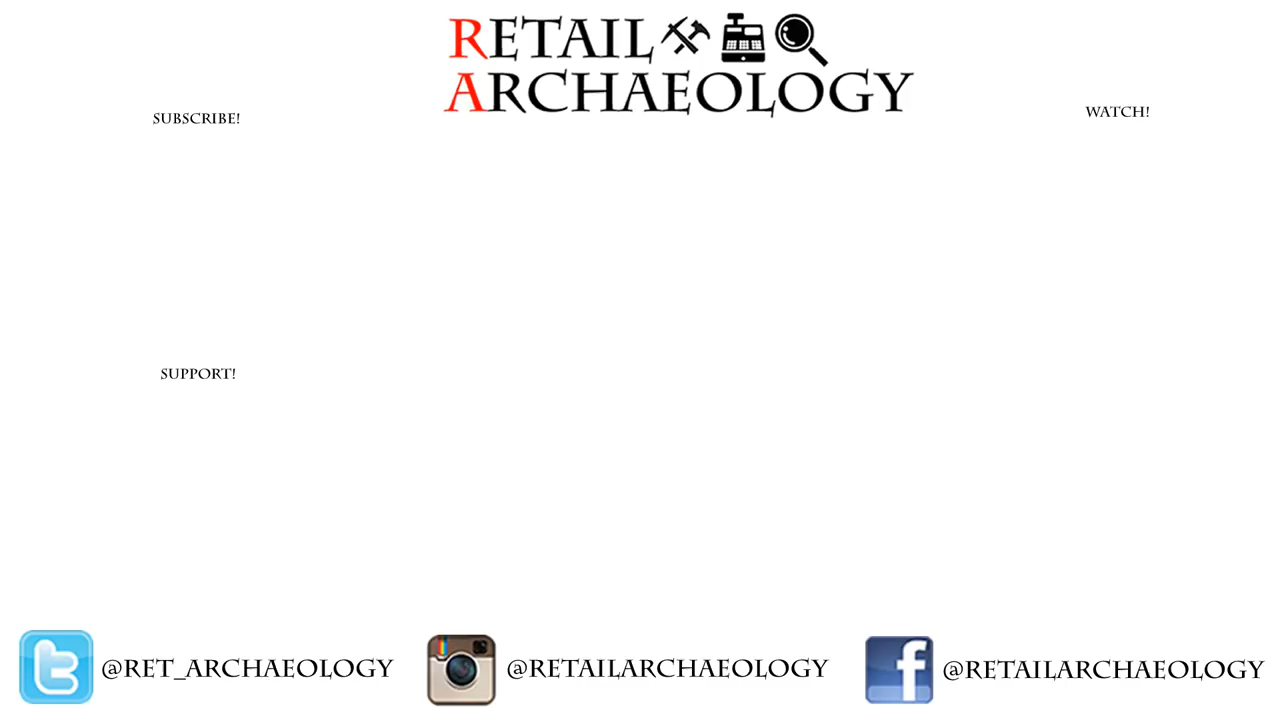 RETAIL
ARCHAEOLOGY
SUBSCRIBE!
WATCH!
SUPPORT!
@RET_ARCHAEOLOGY
@RETAILARCHAEOLOGY
@RETAILARCHAEOLOGY